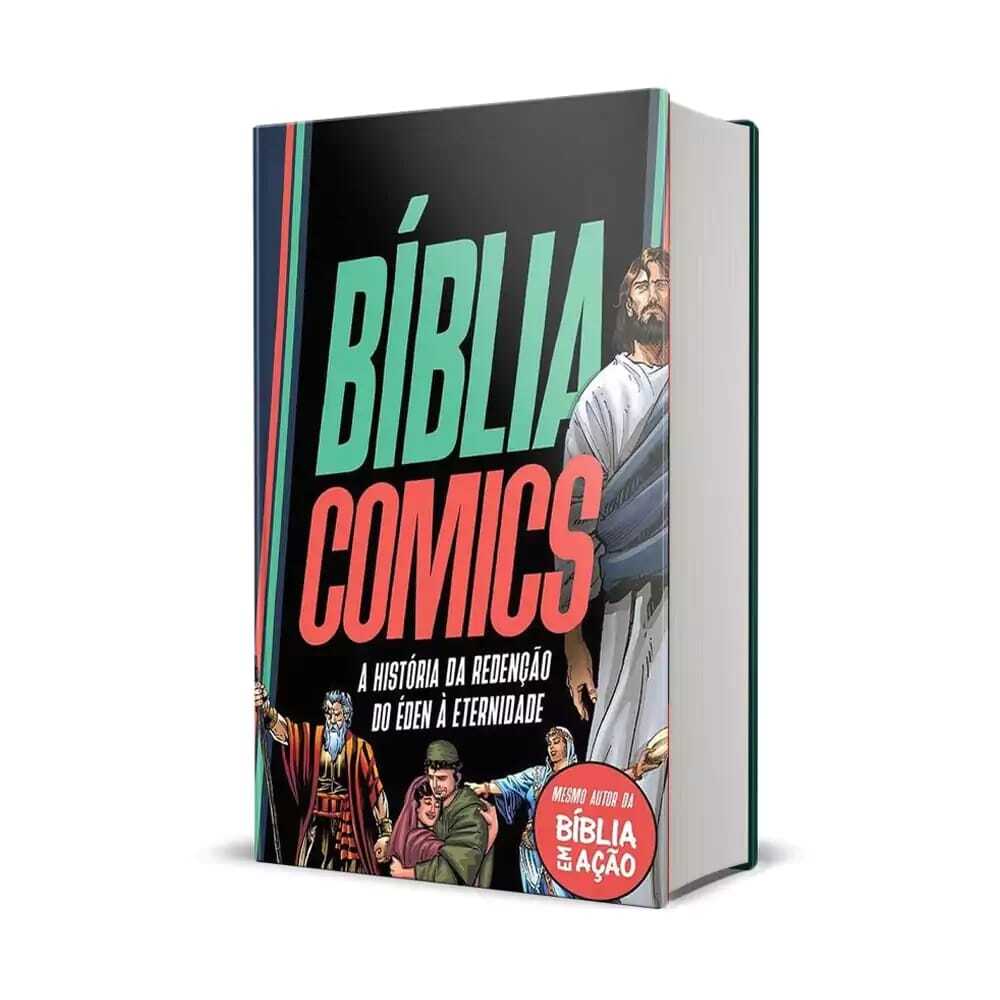 BÍBLIA
COMICS
A HISTÓRIA DA REDENÇÃO
DO ÉDEN À ETERNIDADE
MESMO AUTOR DA
BÍBLIA
EM AÇÃO